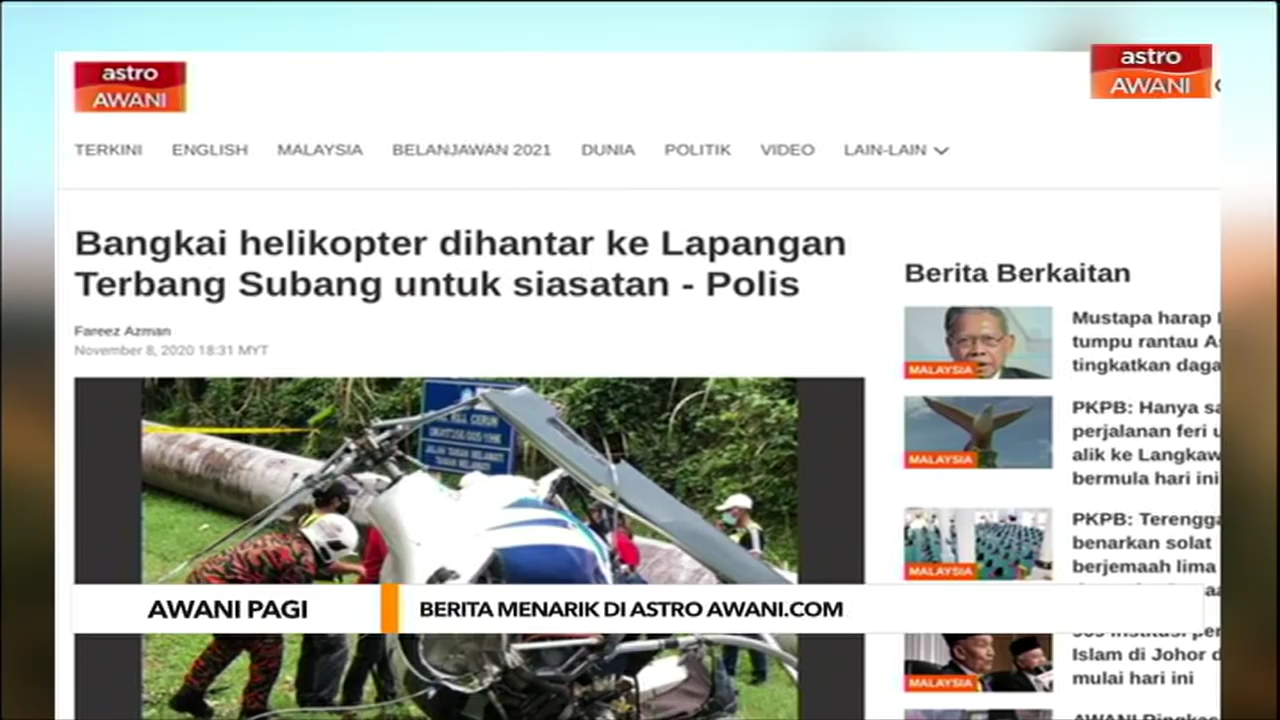 astro
AWANI
astro
AWANI
TERKINI ENGLISH MALAYSIA BELANJAWAN 2021 DUNIA POLITIK VIDEO LAIN-LAIN
Bangkai helikopter dihantar ke Lapangan
Terbang Subang untuk siasatan - Polis
Fareez Azman
November 8, 2020 18:31 MYT
Berita Berkaitan
MALAYSIA
Mustapa harap
tumpu rantau
tingkatkan
MALAYSIA
PKPB: Hanya
perjalanan feri
alik ke
bermula hari ini
MALAYSIA
PKPB:
benarkan solat
berjemaah lima
MALAYSIA
Islam di Johor
mulai hari ini
AWANI PAGI
BERITA MENARIK DI ASTRO AWANI.COM